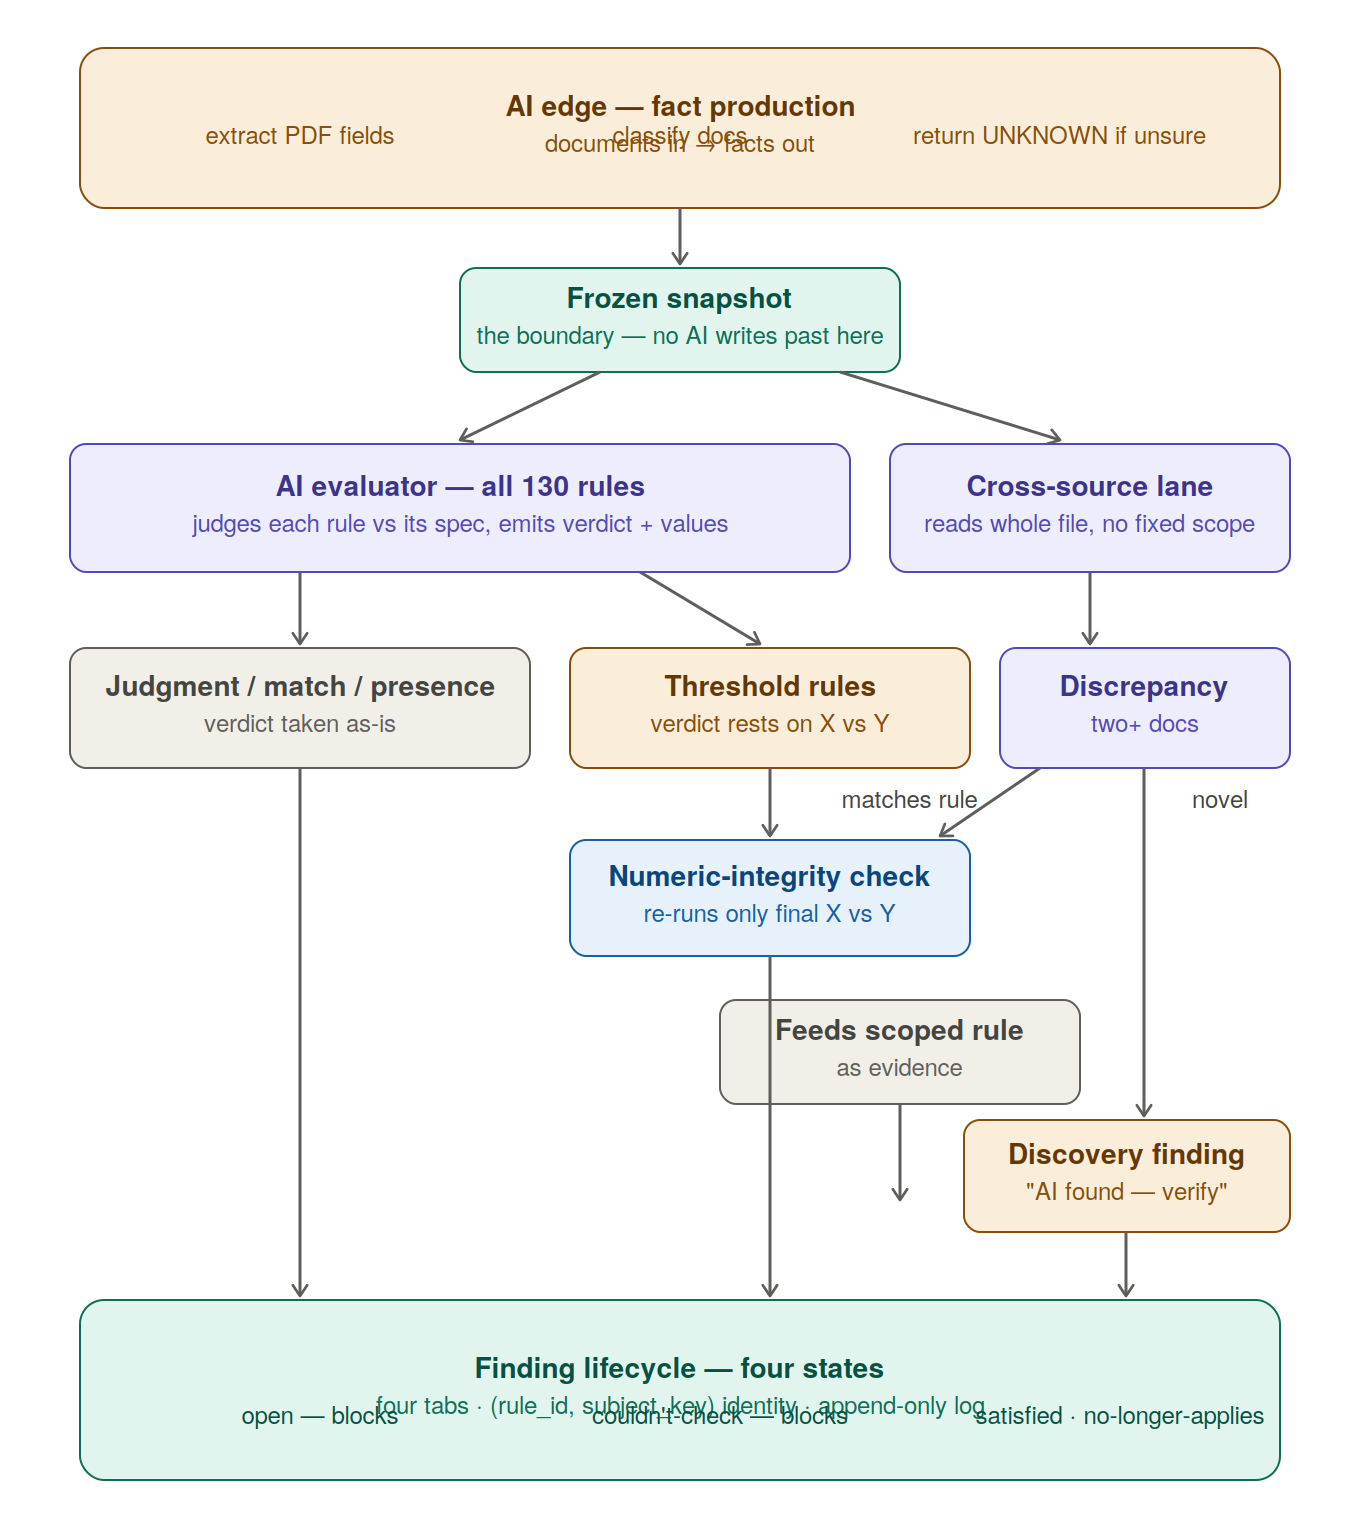 AI edge — fact production
extract PDF fields
classify docs
return UNKNOWN if unsure
documents in → facts out
Frozen snapshot
the boundary — no AI writes past here
AI evaluator — all 130 rules
judges each rule vs its spec, emits verdict + values
Cross-source lane
reads whole file, no fixed scope
Judgment / match / presence
verdict taken as-is
Threshold rules
verdict rests on X vs Y
Discrepancy
two+ docs
matches rule
novel
Numeric-integrity check
re-runs only final X vs Y
Feeds scoped rule
as evidence
Discovery finding
"AI found — verify"
Finding lifecycle — four states
four tabs · (rule_id, subject_key) identity · append-only log
open — blocks
couldn't-check — blocks
satisfied · no-longer-applies